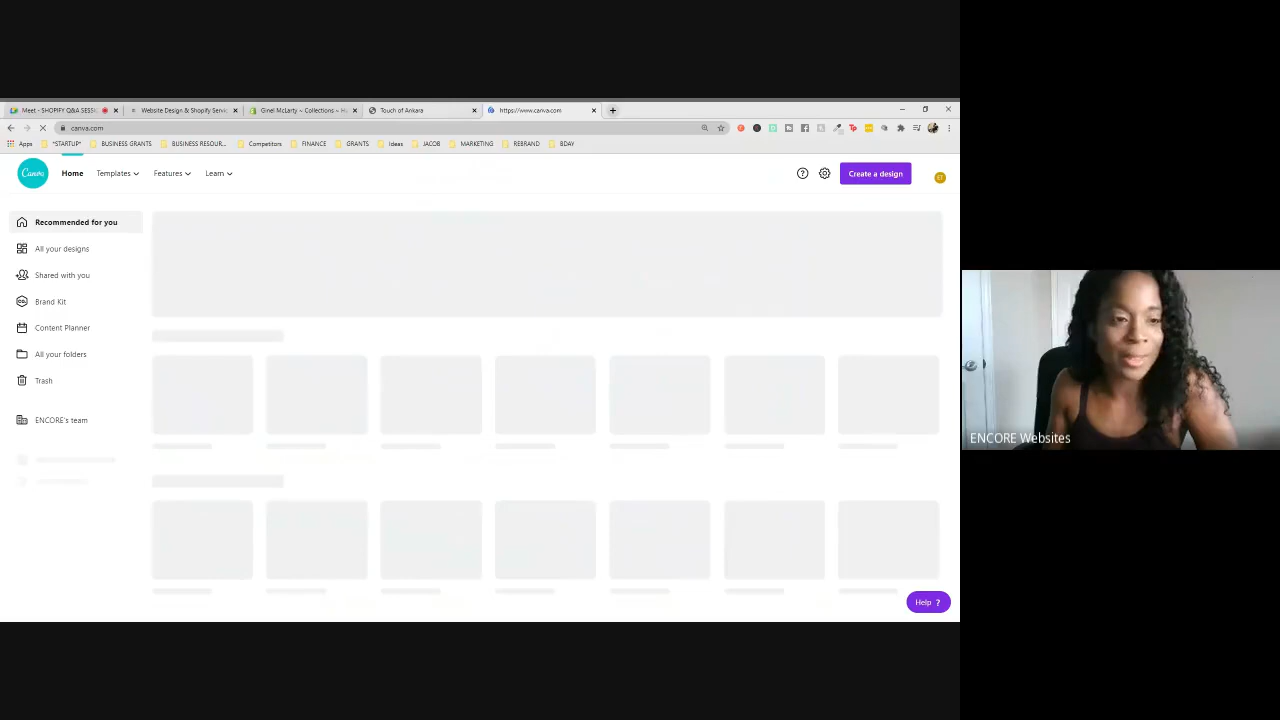 Meet - SHOPIFY Q&A SESSI
Website Design & Shopify Servic
Ginel McLarty ~ Collections ~ H
Touch of Ankara
https://www.canva.com
canva.com
Apps
*STARTUP*
BUSINESS GRANTS
BUSINESS RESOUR...
Competitors
FINANCE
GRANTS
Ideas
JACOB
MARKETING
REBRAND
BDAY
Canva
Home
Templates
Features
Learn
Create a design
ET
Recommended for you
All your designs
Shared with you
Brand Kit
Content Planner
All your folders
Trash
ENCORE's team
Help ?
ENCORE Websites